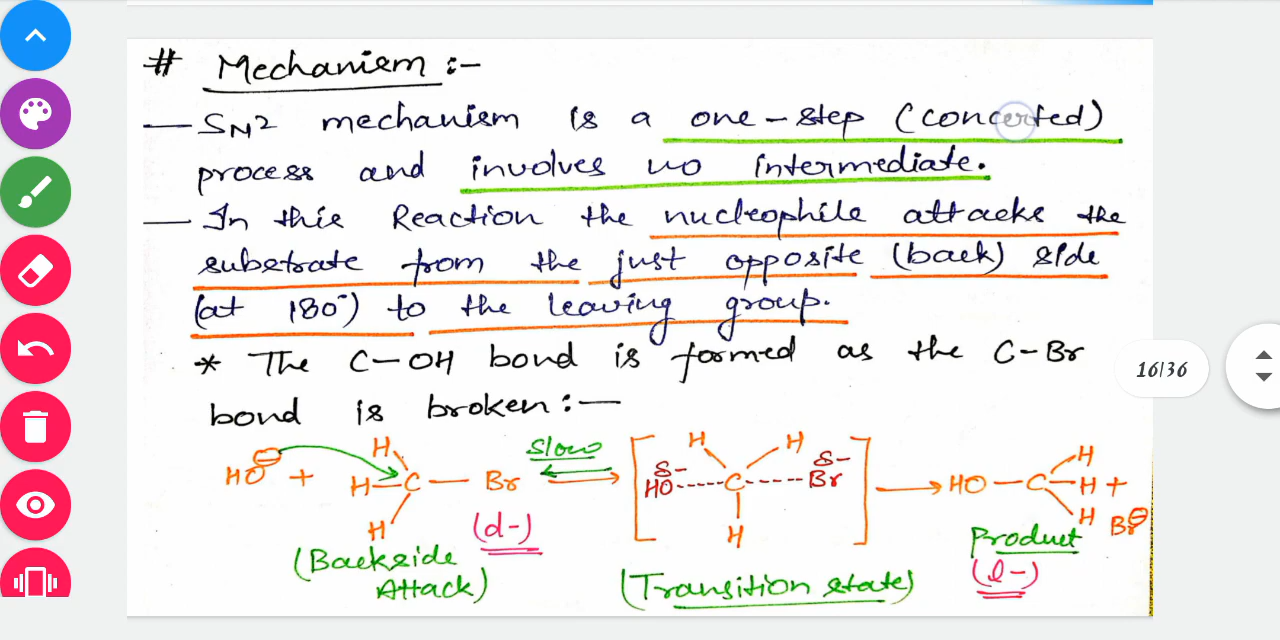 # Mechanism :-
— SN2 mechanism is a one-step (concerted)
process and involves no intermediate.
— In this Reaction the nucleophile attacks the
substrate from the just opposite (back) side
(at 180°) to the leaving group.
* The C-OH bond is formed as the C-Br
bond is broken :-
HO⊖ + H H H C — Br Slow [HO δ- ----- C ----- Br δ- H H H] → HO — C H H H + Br⊖
(d-) Product
(Backside
Attack) (Transition state) (l-)
16/36